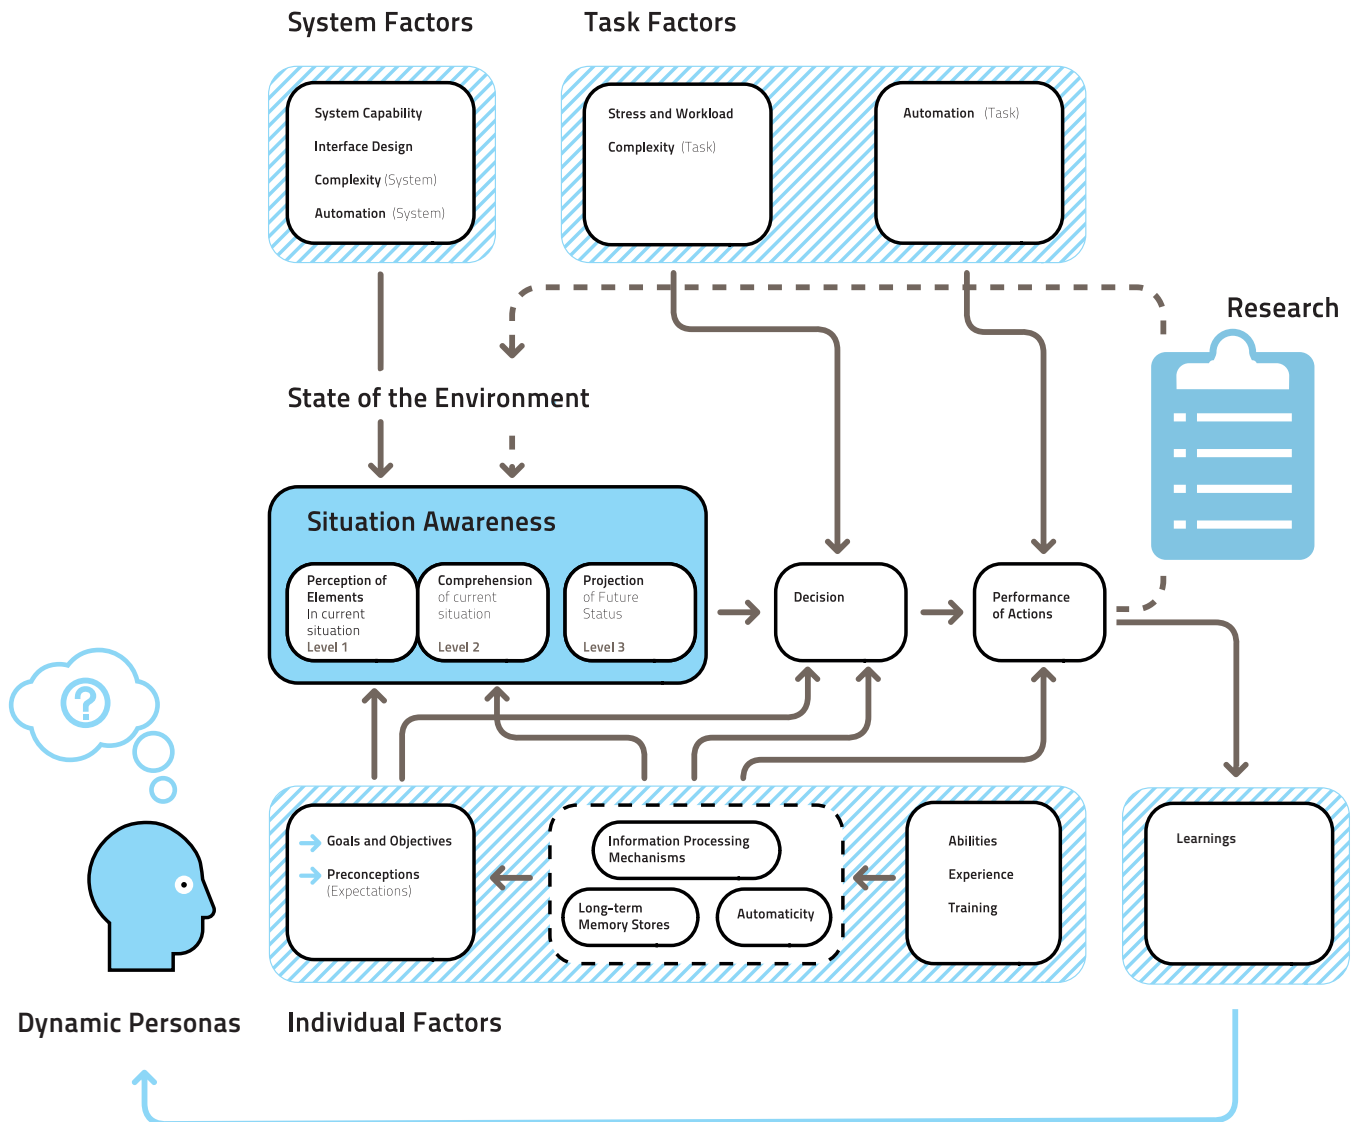 System Factors
Task Factors
System Capability
Interface Design
Complexity (System)
Automation (System)
Stress and Workload
Complexity (Task)
Automation (Task)
Research
State of the Environment
Situation Awareness
Perception of
Elements
In current
situation
Level 1
Comprehension
of current
situation
Level 2
Projection
of Future
Status
Level 3
Decision
Performance
of Actions
?
Goals and Objectives
Preconceptions
(Expectations)
Information Processing
Mechanisms
Long-term
Memory Stores
Automaticity
Abilities
Experience
Training
Learnings
Dynamic Personas
Individual Factors